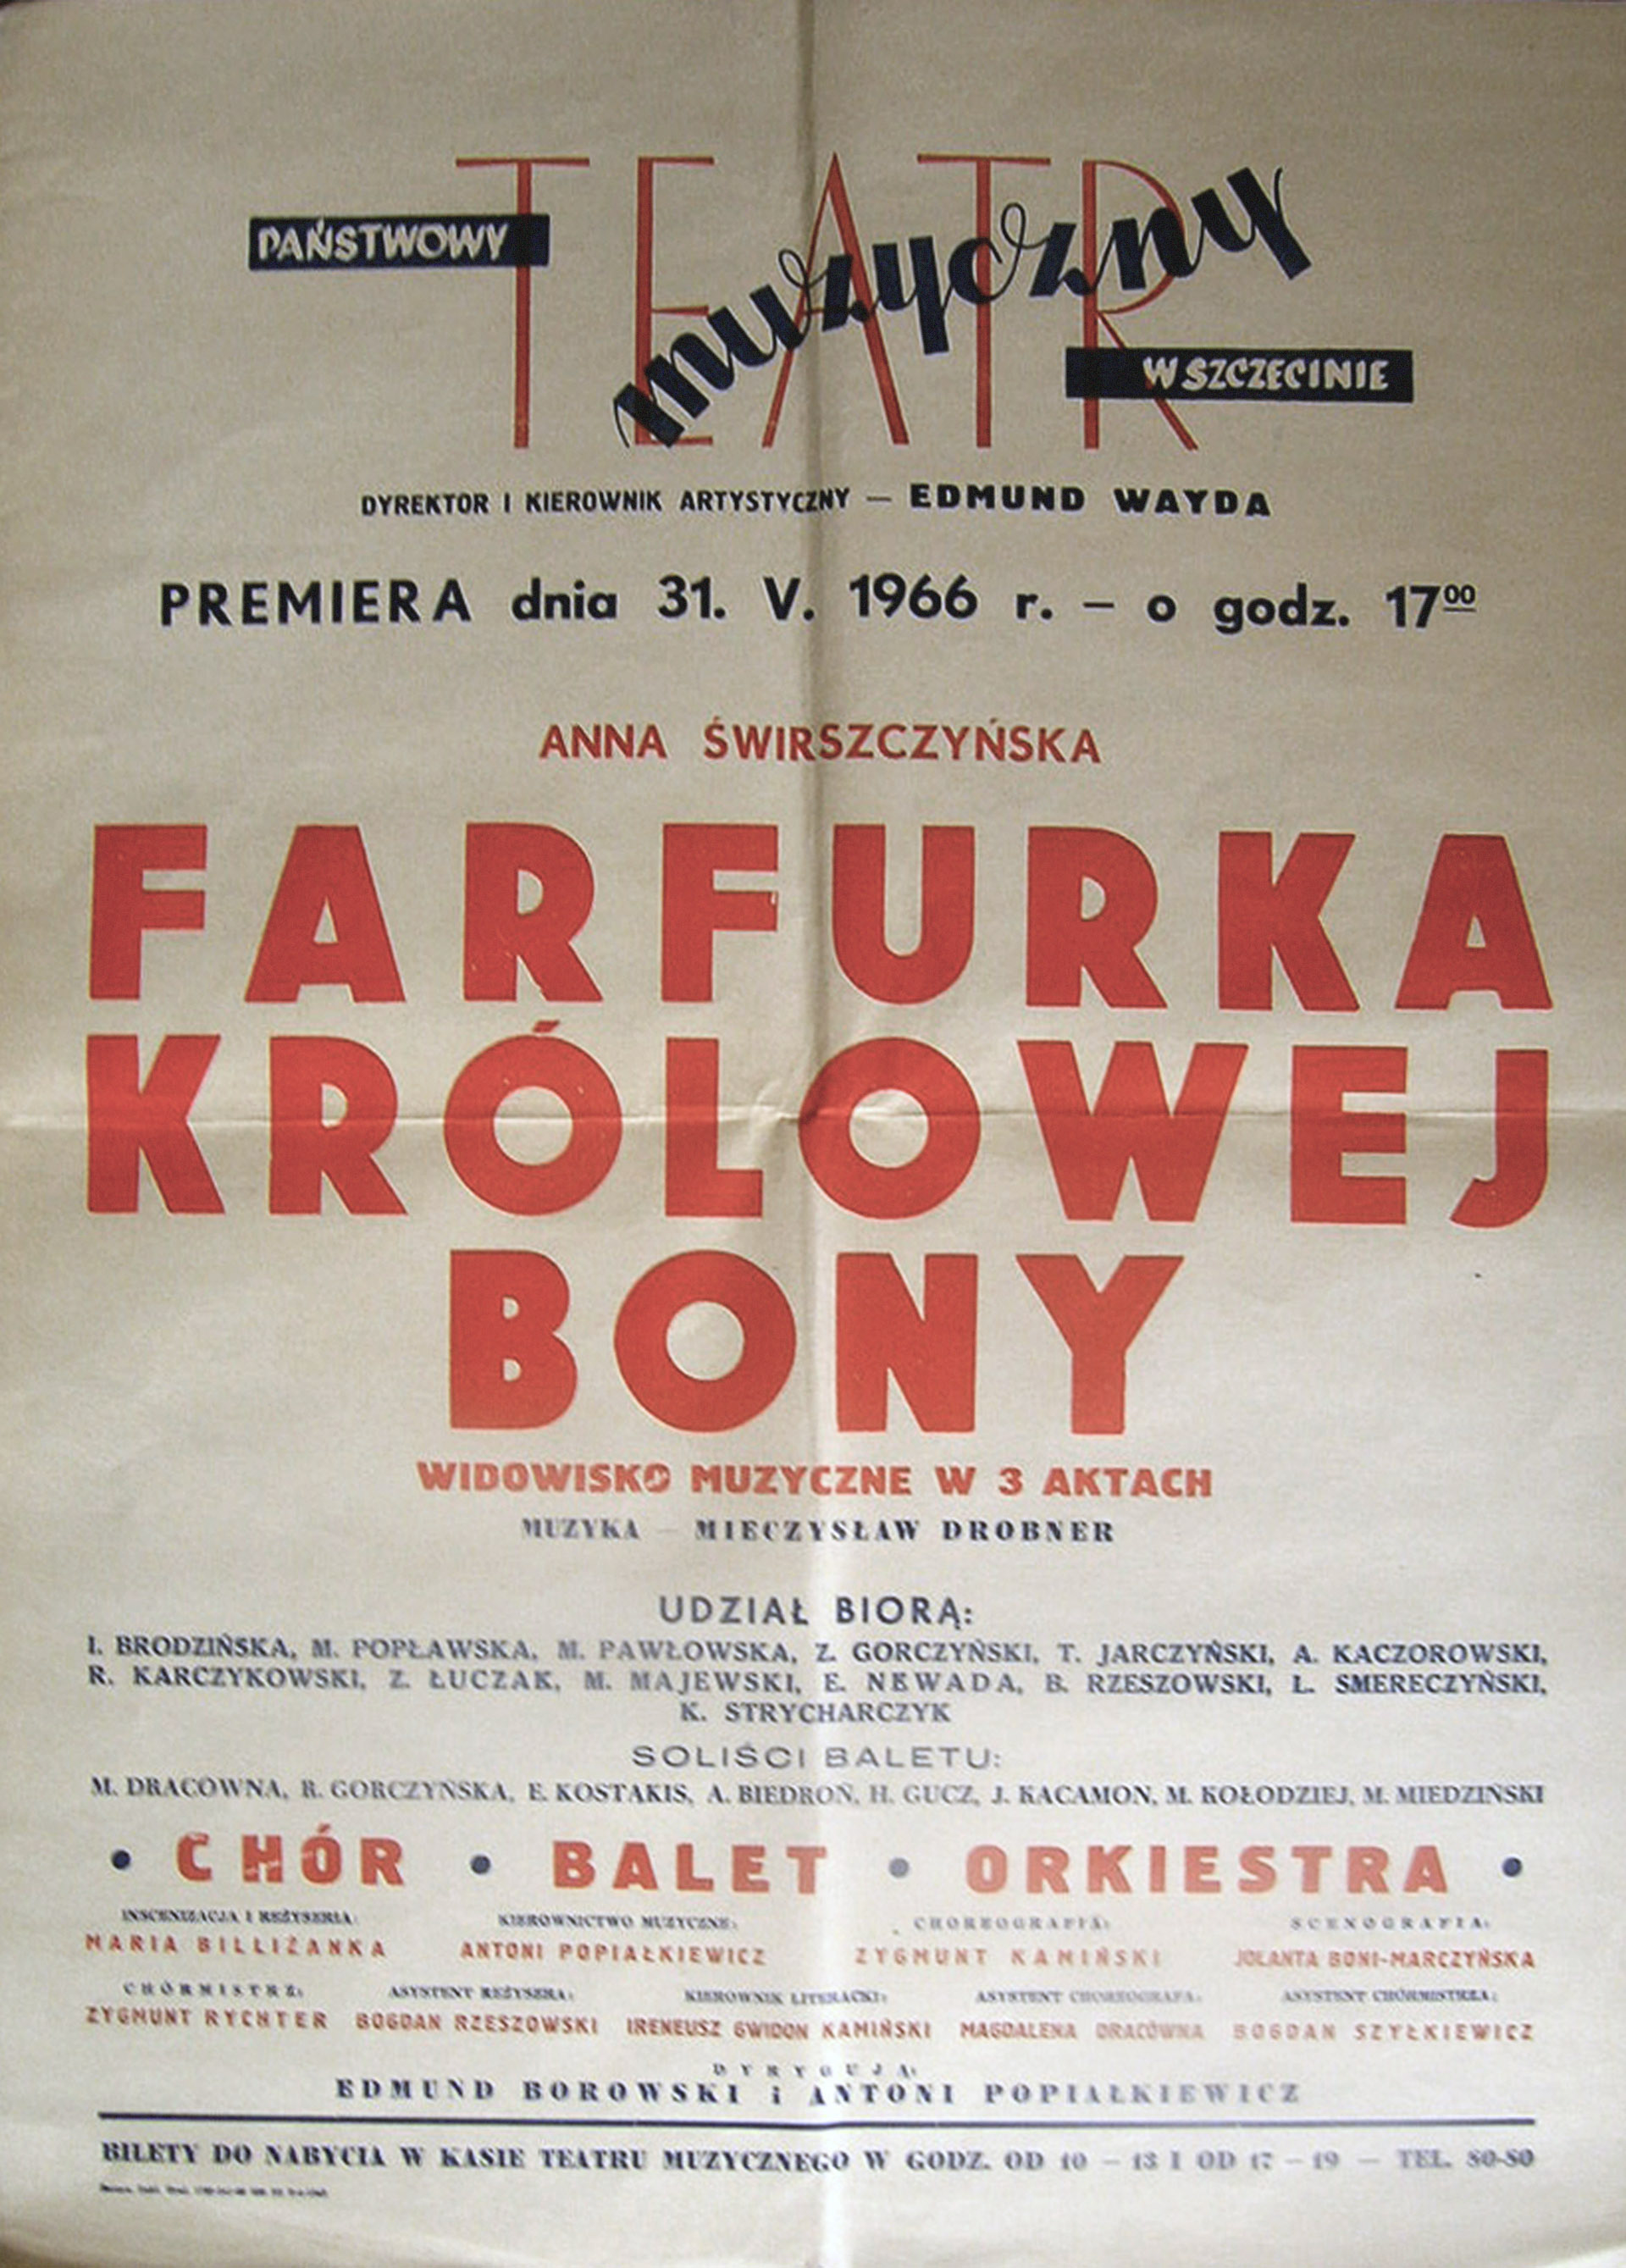 PAŃSTWOWY
TEATR
muzyczny
W SZCZECINIE
DYREKTOR I KIEROWNIK ARTYSTYCZNY — EDMUND WAYDA
PREMIERA dnia 31. V. 1966 r. – o godz. 17⁰⁰
ANNA ŚWIRSZCZYŃSKA
FARFURKA
KRÓLOWEJ
BONY
WIDOWISKO MUZYCZNE W 3 AKTACH
MUZYKA — MIECZYSŁAW DROBNER
UDZIAŁ BIORĄ:
I. BRODZIŃSKA, M. POPŁAWSKA, M. PAWŁOWSKA, Z. GORCZYŃSKI, T. JARCZYŃSKI, A. KACZOROWSKI,
R. KARCZYKOWSKI, Z. ŁUCZAK, M. MAJEWSKI, E. NEWADA, B. RZESZOWSKI, L. SMERECZYŃSKI,
K. STRYCHARCZYK
SOLIŚCI BALETU:
M. DRACÓWNA, R. GORCZYŃSKA, E. KOSTAKIS, A. BIEDROŃ, H. GUCZ, J. KACAMON, M. KOŁODZIEJ, M. MIEDZIŃSKI
• CHÓR • BALET • ORKIESTRA •
INSCENIZACJA I REŻYSERIA: KIEROWNICTWO MUZYCZNE: CHOREOGRAFIA: SCENOGRAFIA:
MARIA BILLIŻANKA ANTONI POPIAŁKIEWICZ ZYGMUNT KAMIŃSKI JOLANTA BONI-MARCZYŃSKA
CHÓRMISTRZ: ASYSTENT REŻYSERA: KIEROWNIK LITERACKI: ASYSTENT CHOREOGRAFA: ASYSTENT CHÓRMISTRZA:
ZYGMUNT RYCHTER BOGDAN RZESZOWSKI IRENEUSZ GWIDON KAMIŃSKI MAGDALENA DRACÓWNA BOGDAN SZYŁKIEWICZ
DYRYGUJĄ:
EDMUND BOROWSKI i ANTONI POPIAŁKIEWICZ
BILETY DO NABYCIA W KASIE TEATRU MUZYCZNEGO W GODZ. OD 10 – 13 I OD 17 – 19 — TEL. 80-80